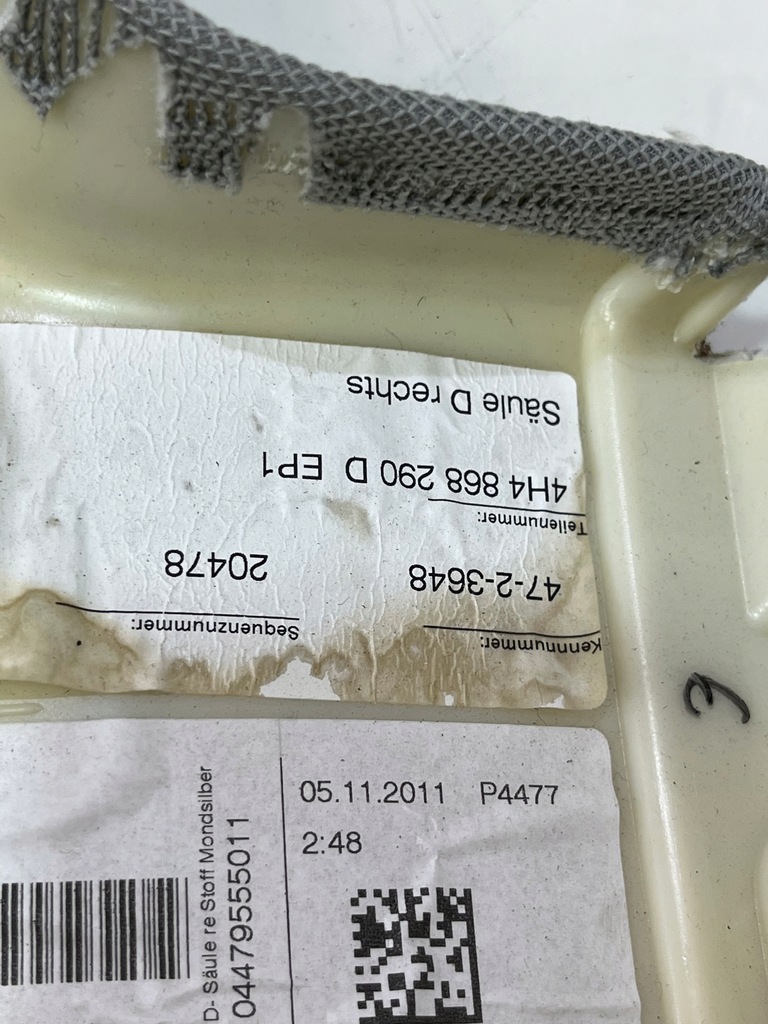 Kennnummer:
Sequenznummer:
47-2-3648
20478
Teilenummer:
4H4 868 290 D EP1
Säule D rechts
05.11.2011 P4477
2:48
D- Säule re Stoff Mondsilber
04479555011